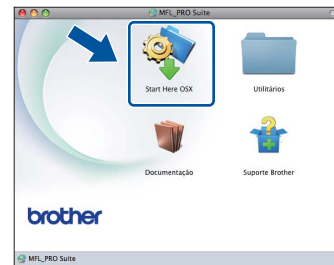 MFL_PRO Suite
Start Here OSX
Utilitários
Documentação
Suporte Brother
brother
MFL_PRO Suite